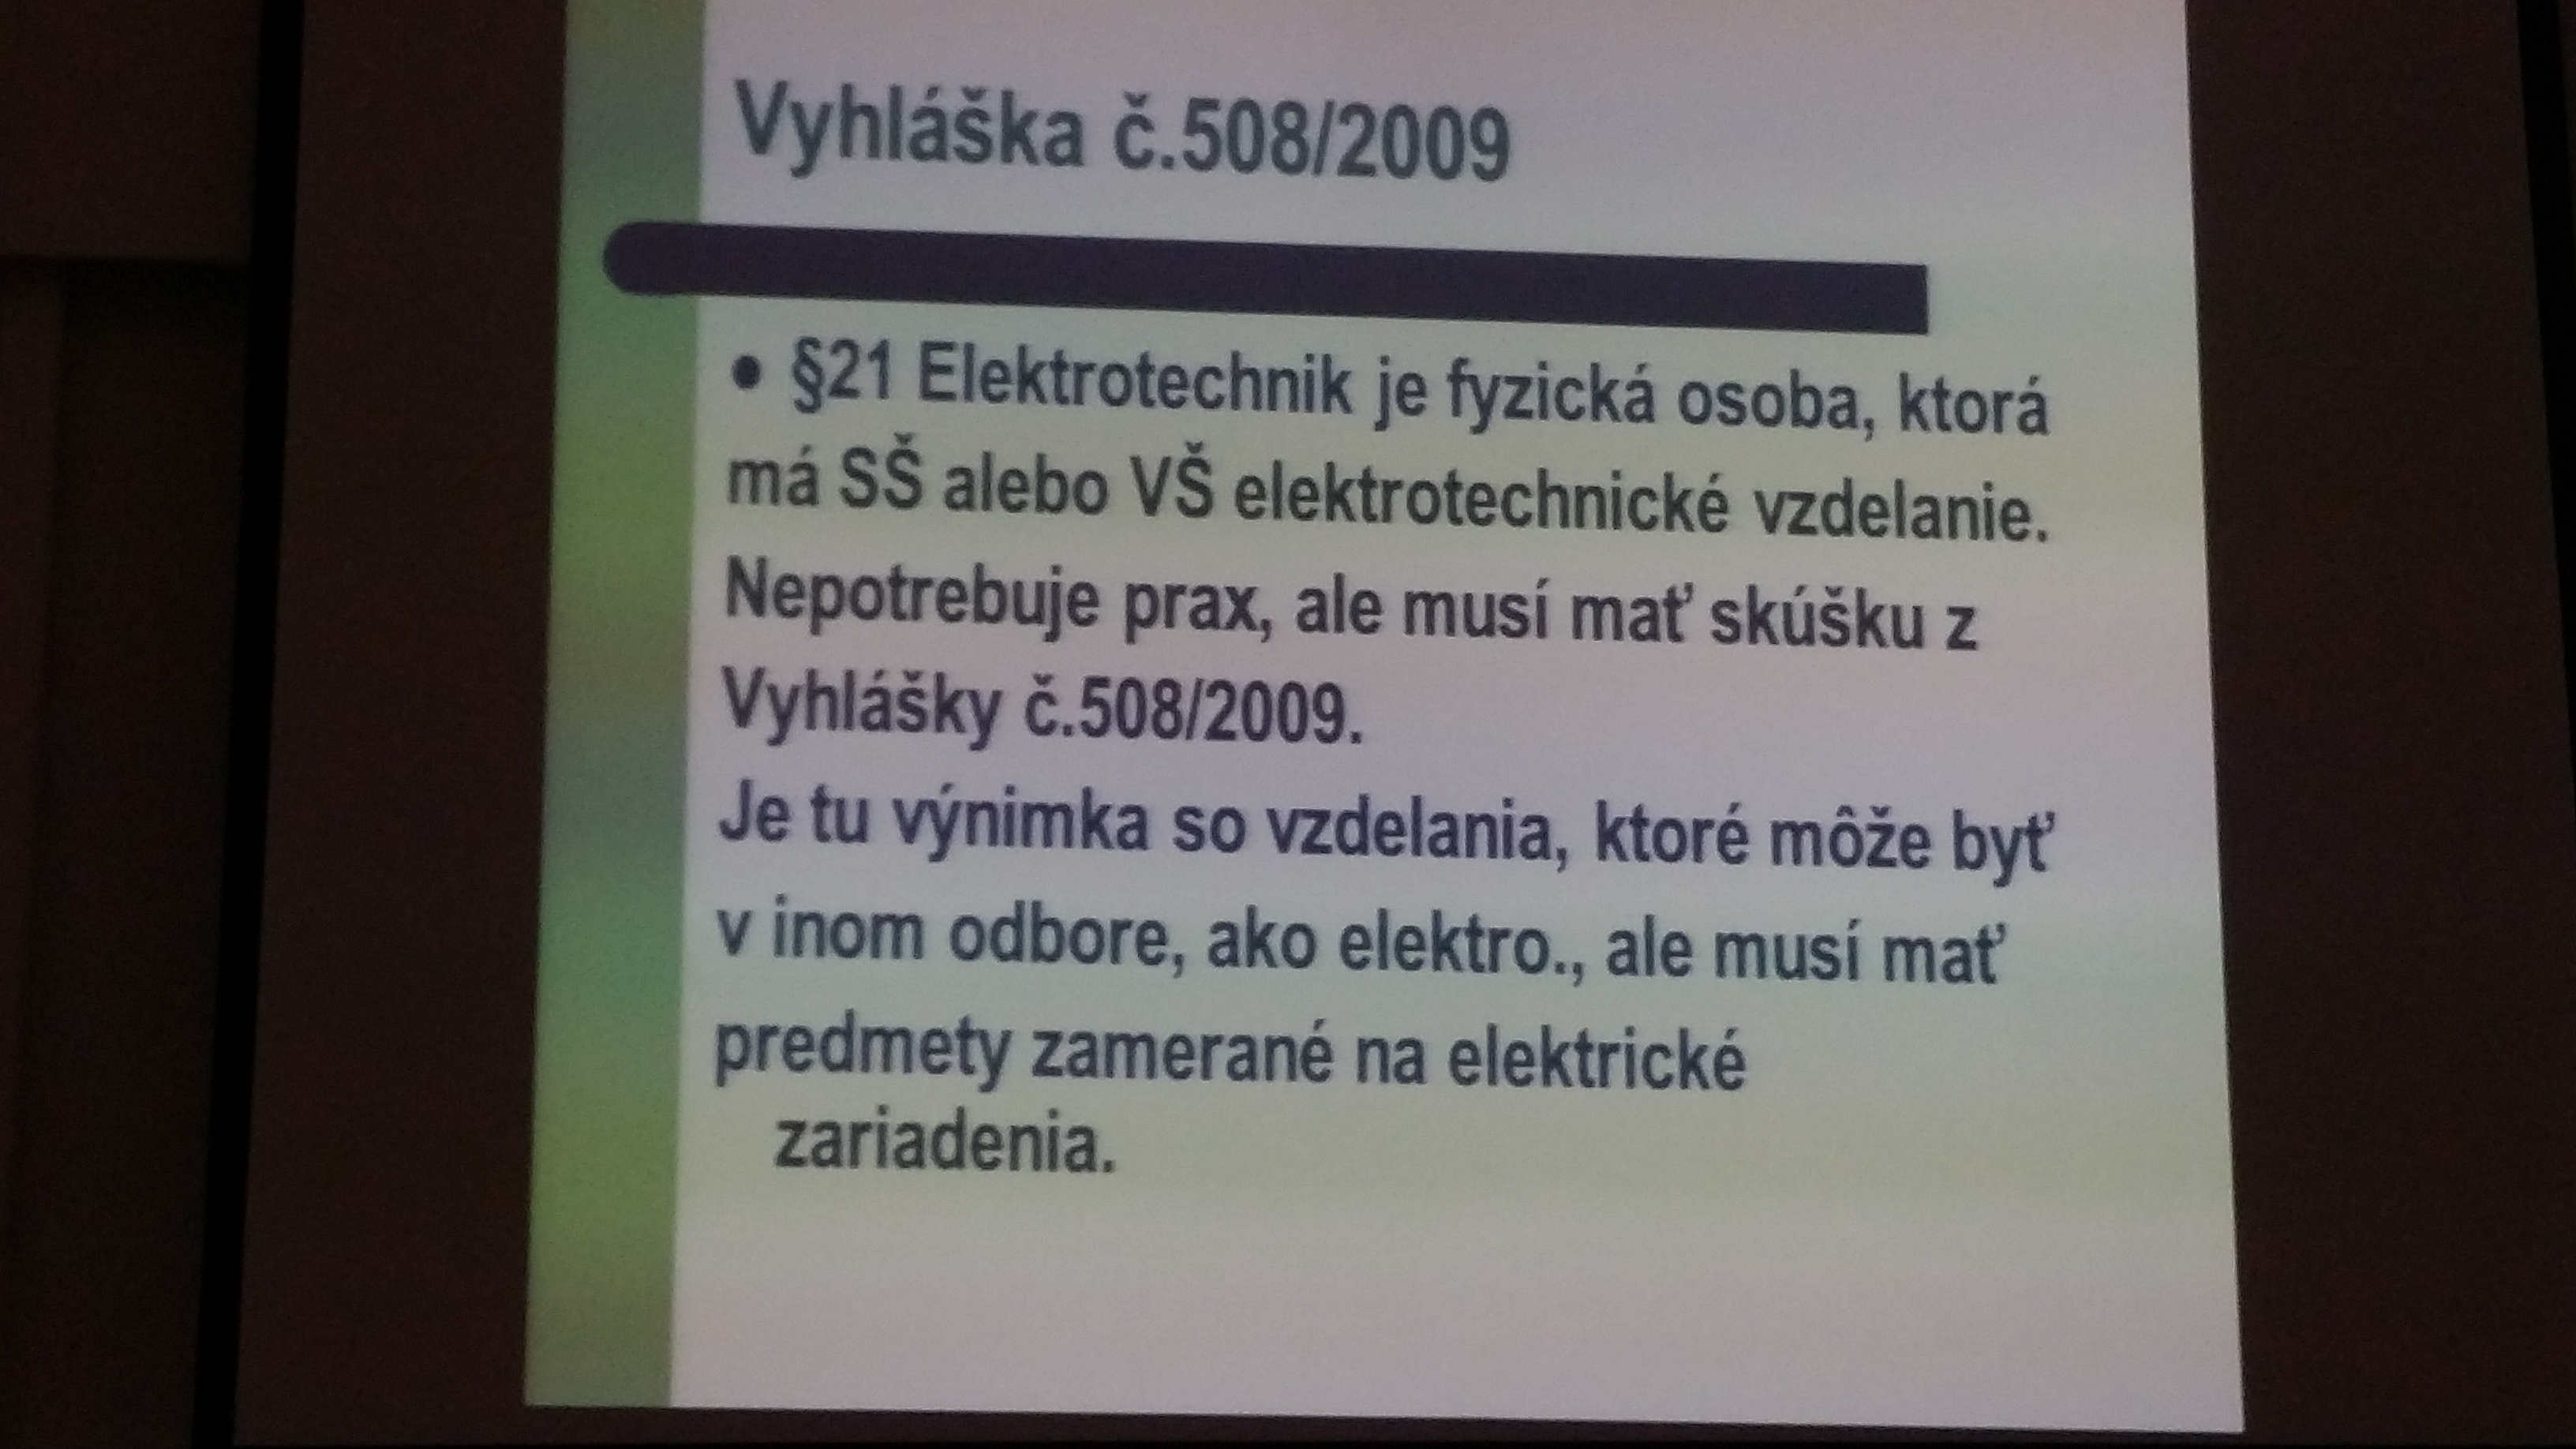 Vyhláška č.508/2009
• §21 Elektrotechnik je fyzická osoba, ktorá
má SŠ alebo VŠ elektrotechnické vzdelanie.
Nepotrebuje prax, ale musí mať skúšku z
Vyhlášky č.508/2009.
Je tu výnimka so vzdelania, ktoré môže byť
v inom odbore, ako elektro., ale musí mať
predmety zamerané na elektrické
zariadenia.